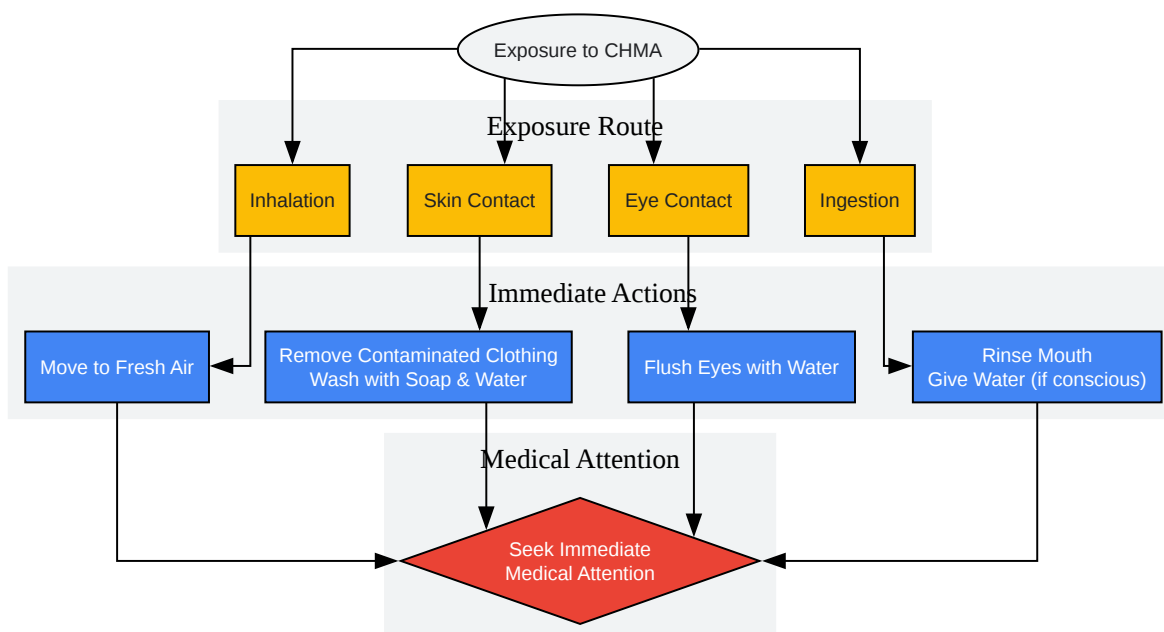 Exposure to CHMA
Exposure Route
Inhalation
Skin Contact
Eye Contact
Ingestion
Immediate Actions
Move to Fresh Air
Remove Contaminated Clothing
Wash with Soap & Water
Flush Eyes with Water
Rinse Mouth
Give Water (if conscious)
Medical Attention
Seek Immediate
Medical Attention